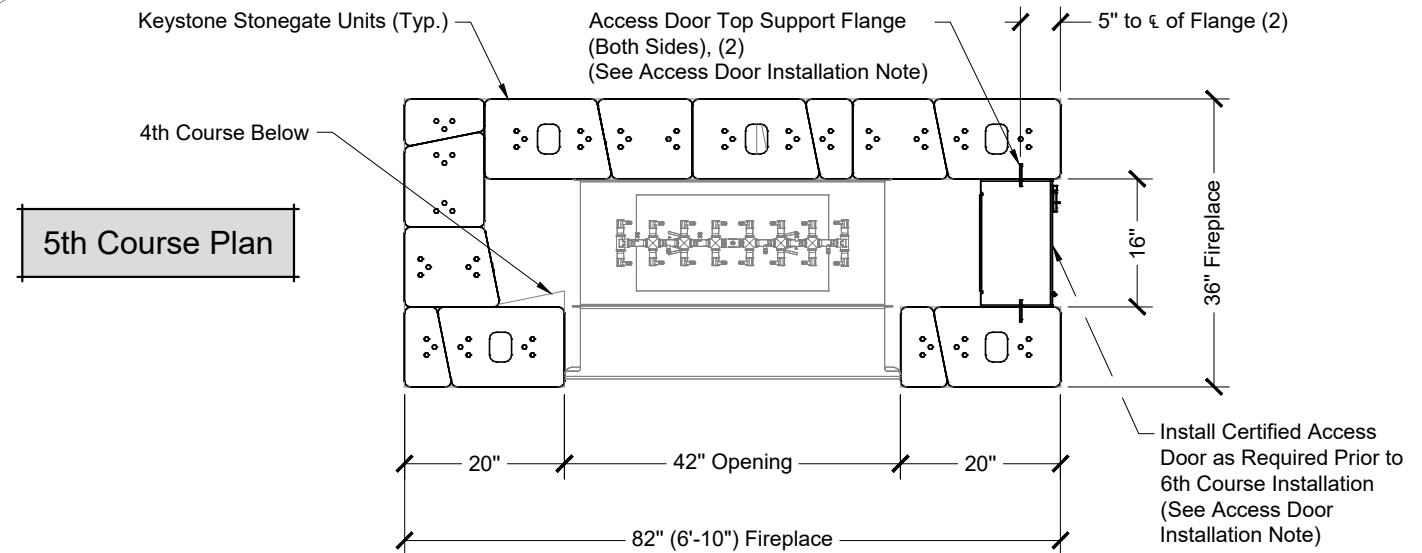 Keystone Stonegate Units (Typ.)
Access Door Top Support Flange
(Both Sides), (2)
(See Access Door Installation Note)
5" to ℄ of Flange (2)
4th Course Below
5th Course Plan
16"
36" Fireplace
20"
42" Opening
20"
82" (6'-10") Fireplace
Install Certified Access
Door as Required Prior to
6th Course Installation
(See Access Door
Installation Note)